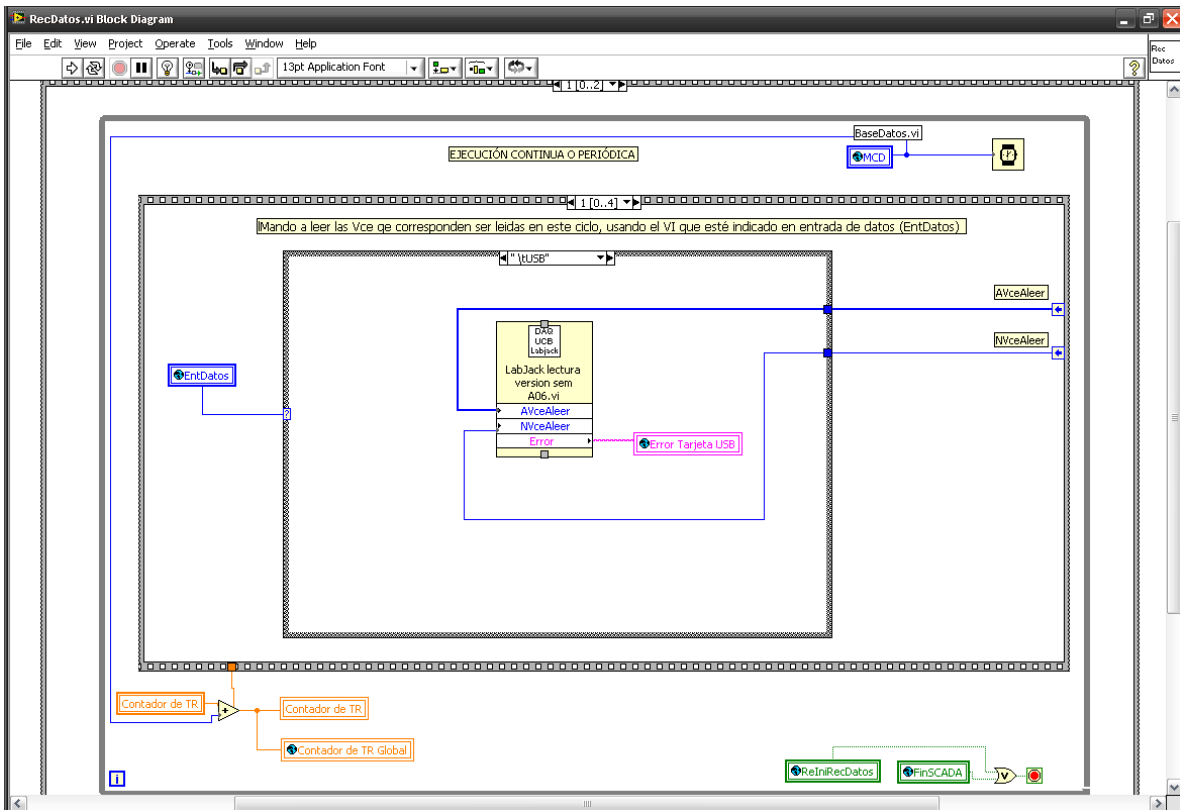 RecDatos.vi Block Diagram
File Edit View Project Operate Tools Window Help
Rec
Datos
13pt Application Font
?
1 [0..2]
BaseDatos.vi
EJECUCIÓN CONTINUA O PERIÓDICA
MCD
1 [0..4]
Mando a leer las Vce qe corresponden ser leidas en este ciclo, usando el VI que esté indicado en entrada de datos (EntDatos)
" \tUSB"
AVceAleer
DAQ
UCB
Labjack
NVceAleer
LabJack lectura
version sem
A06.vi
EntDatos
AVceAleer
?
NVceAleer
Error
Error Tarjeta USB
Contador de TR
+
Contador de TR
Contador de TR Global
i
ReIniRecDatos
FinSCADA
V